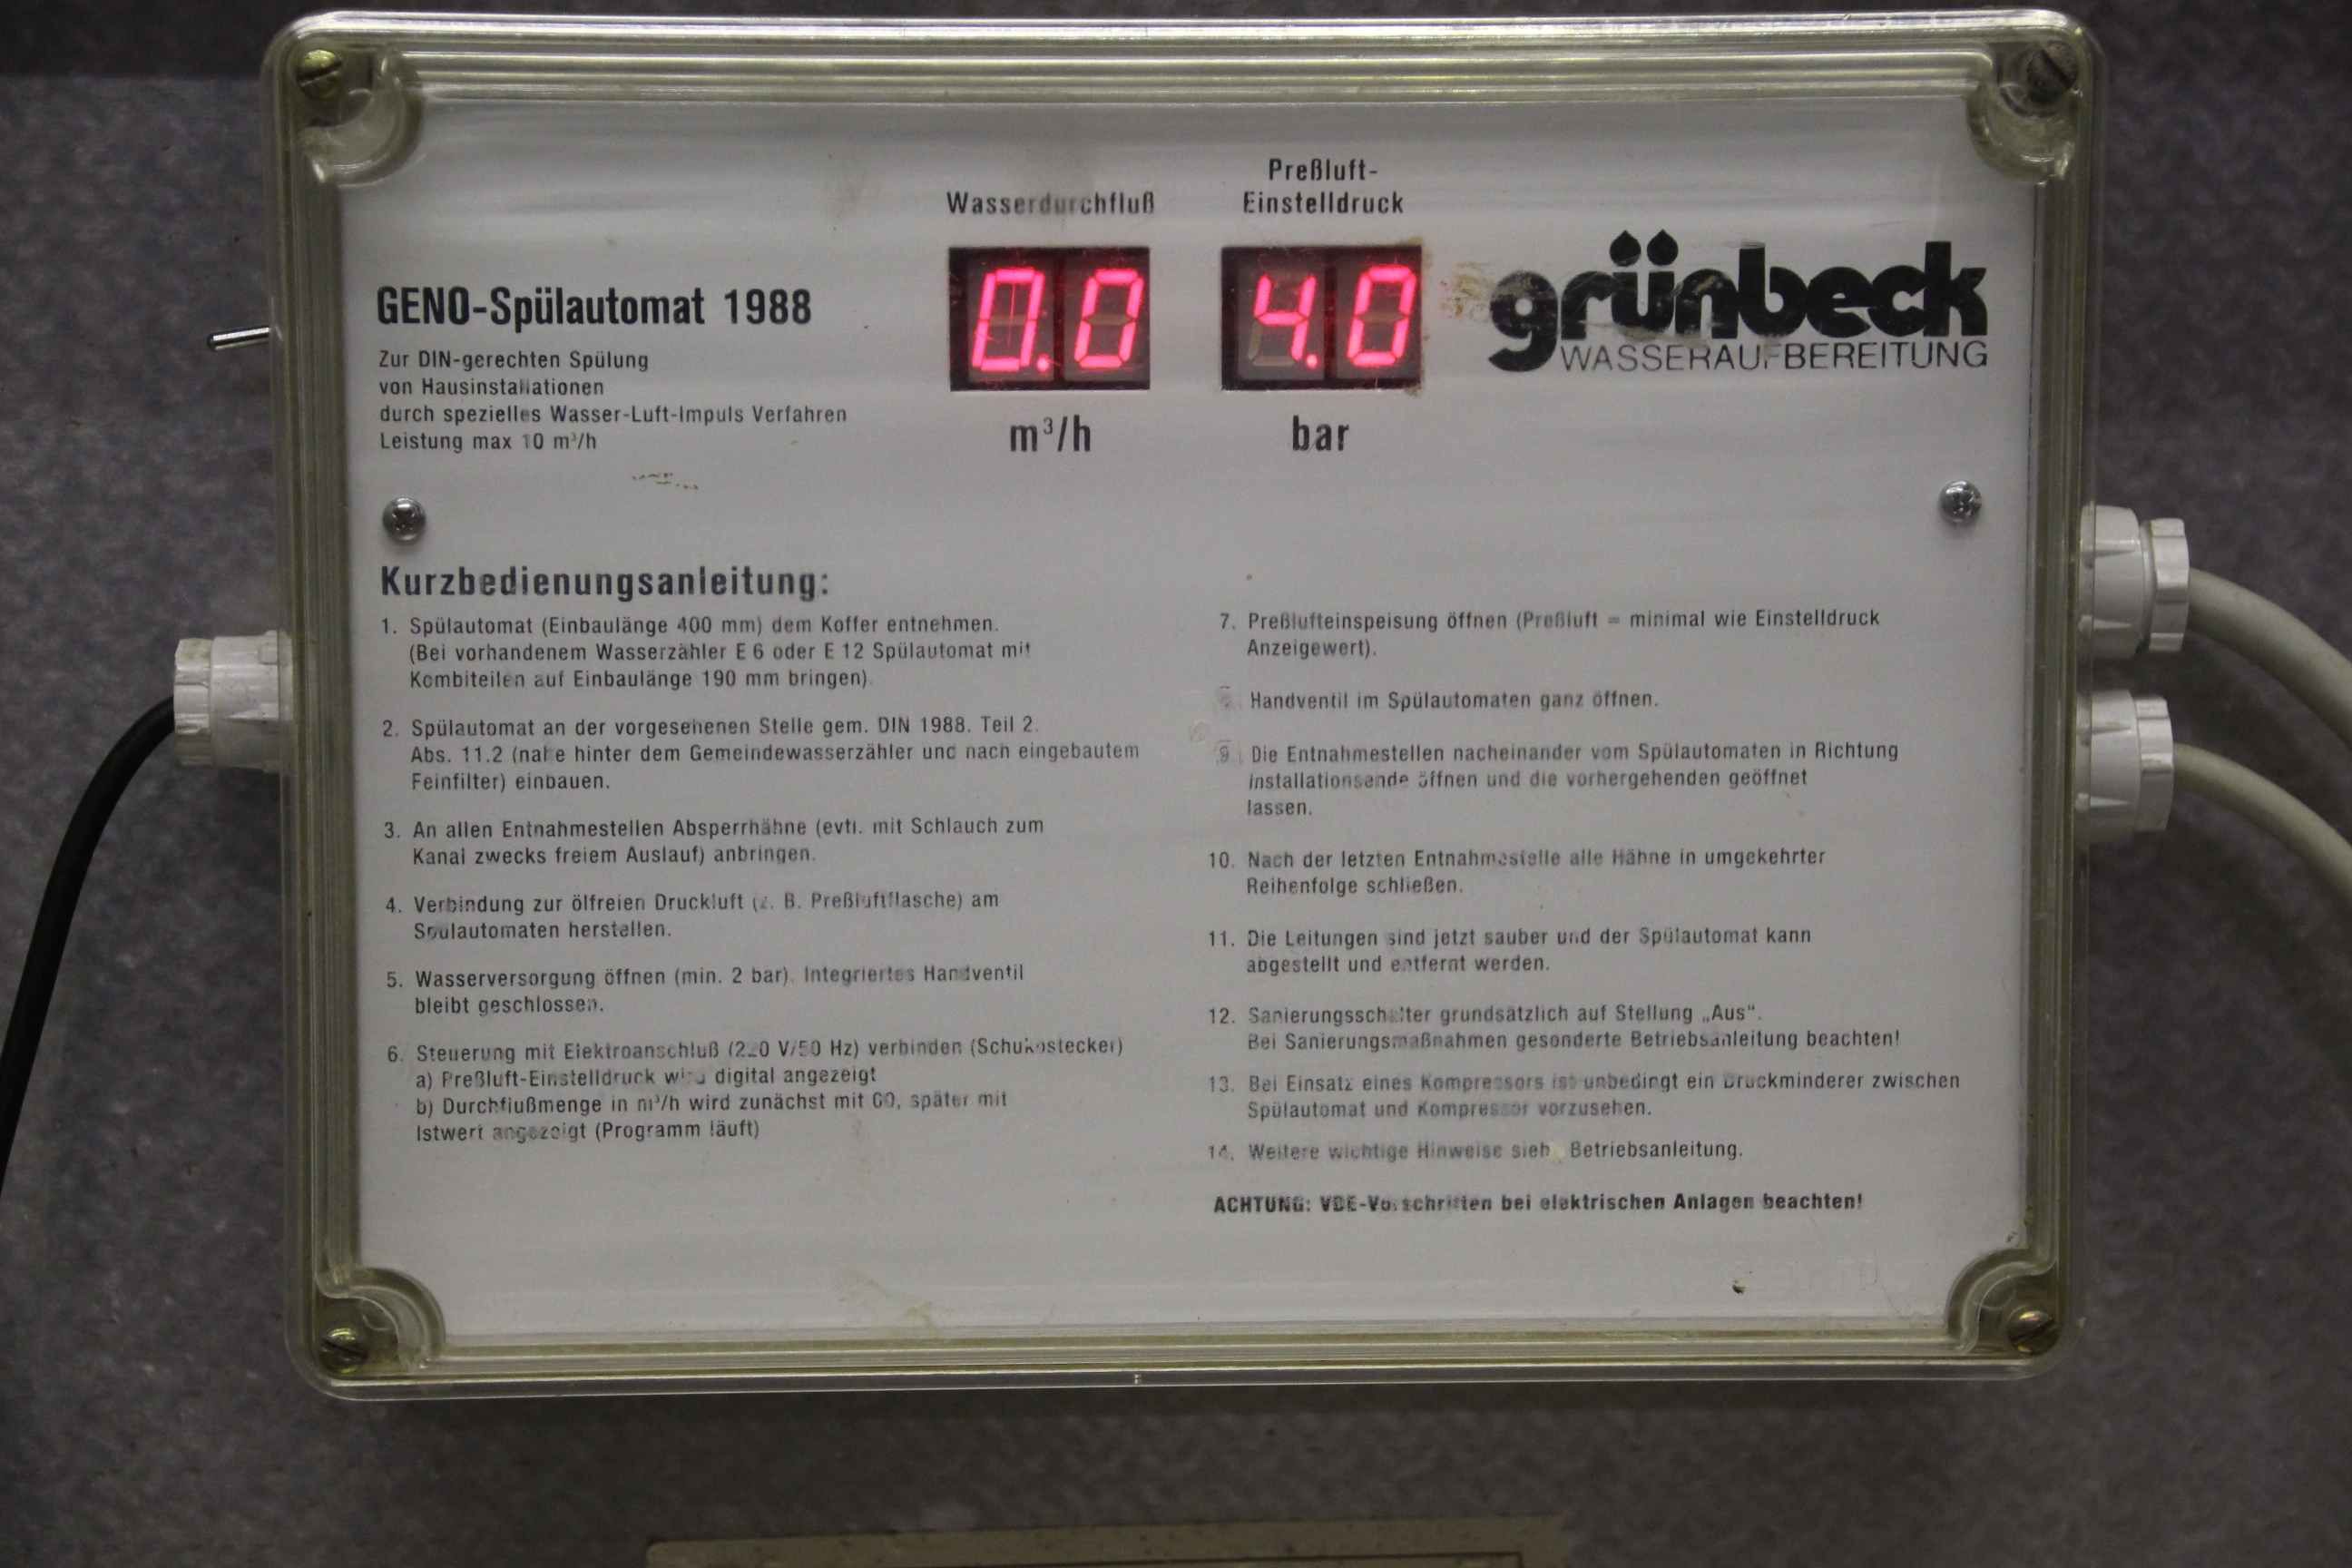 Wasserdurchfluß
Preßluft-
Einstelldruck
0.0
4.0
m³/h
bar
grünbeck
WASSERAUFBEREITUNG
GENO-Spülautomat 1988
Zur DIN-gerechten Spülung
von Hausinstallationen
durch spezielles Wasser-Luft-Impuls Verfahren
Leistung max 10 m³/h
Kurzbedienungsanleitung:
1. Spülautomat (Einbaulänge 400 mm) dem Koffer entnehmen.
(Bei vorhandenem Wasserzähler E 6 oder E 12 Spülautomat mit
Kombiteilen auf Einbaulänge 190 mm bringen).
2. Spülautomat an der vorgesehenen Stelle gem. DIN 1988. Teil 2.
Abs. 11.2 (nahe hinter dem Gemeindewasserzähler und nach eingebautem
Feinfilter) einbauen.
3. An allen Entnahmestellen Absperrhähne (evtl. mit Schlauch zum
Kanal zwecks freiem Auslauf) anbringen.
4. Verbindung zur ölfreien Druckluft (z. B. Preßluftflasche) am
Spülautomaten herstellen.
5. Wasserversorgung öffnen (min. 2 bar). Integriertes Handventil
bleibt geschlossen.
6. Steuerung mit Elektroanschluß (220 V/50 Hz) verbinden (Schukostecker)
a) Preßluft-Einstelldruck wird digital angezeigt
b) Durchflußmenge in m³/h wird zunächst mit 00, später mit
Istwert angezeigt (Programm läuft)
7. Preßlufteinspeisung öffnen (Preßluft = minimal wie Einstelldruck
Anzeigewert).
Handventil im Spülautomaten ganz öffnen.
9. Die Entnahmestellen nacheinander vom Spülautomaten in Richtung
Installationsende öffnen und die vorhergehenden geöffnet
lassen.
10. Nach der letzten Entnahmestelle alle Hähne in umgekehrter
Reihenfolge schließen.
11. Die Leitungen sind jetzt sauber und der Spülautomat kann
abgestellt und entfernt werden.
12. Sanierungsschalter grundsätzlich auf Stellung „Aus“.
Bei Sanierungsmaßnahmen gesonderte Betriebsanleitung beachten!
13. Bei Einsatz eines Kompressors ist unbedingt ein Druckminderer zwischen
Spülautomat und Kompressor vorzusehen.
14. Weitere wichtige Hinweise siehe Betriebsanleitung.
ACHTUNG: VDE-Vorschriften bei elektrischen Anlagen beachten!